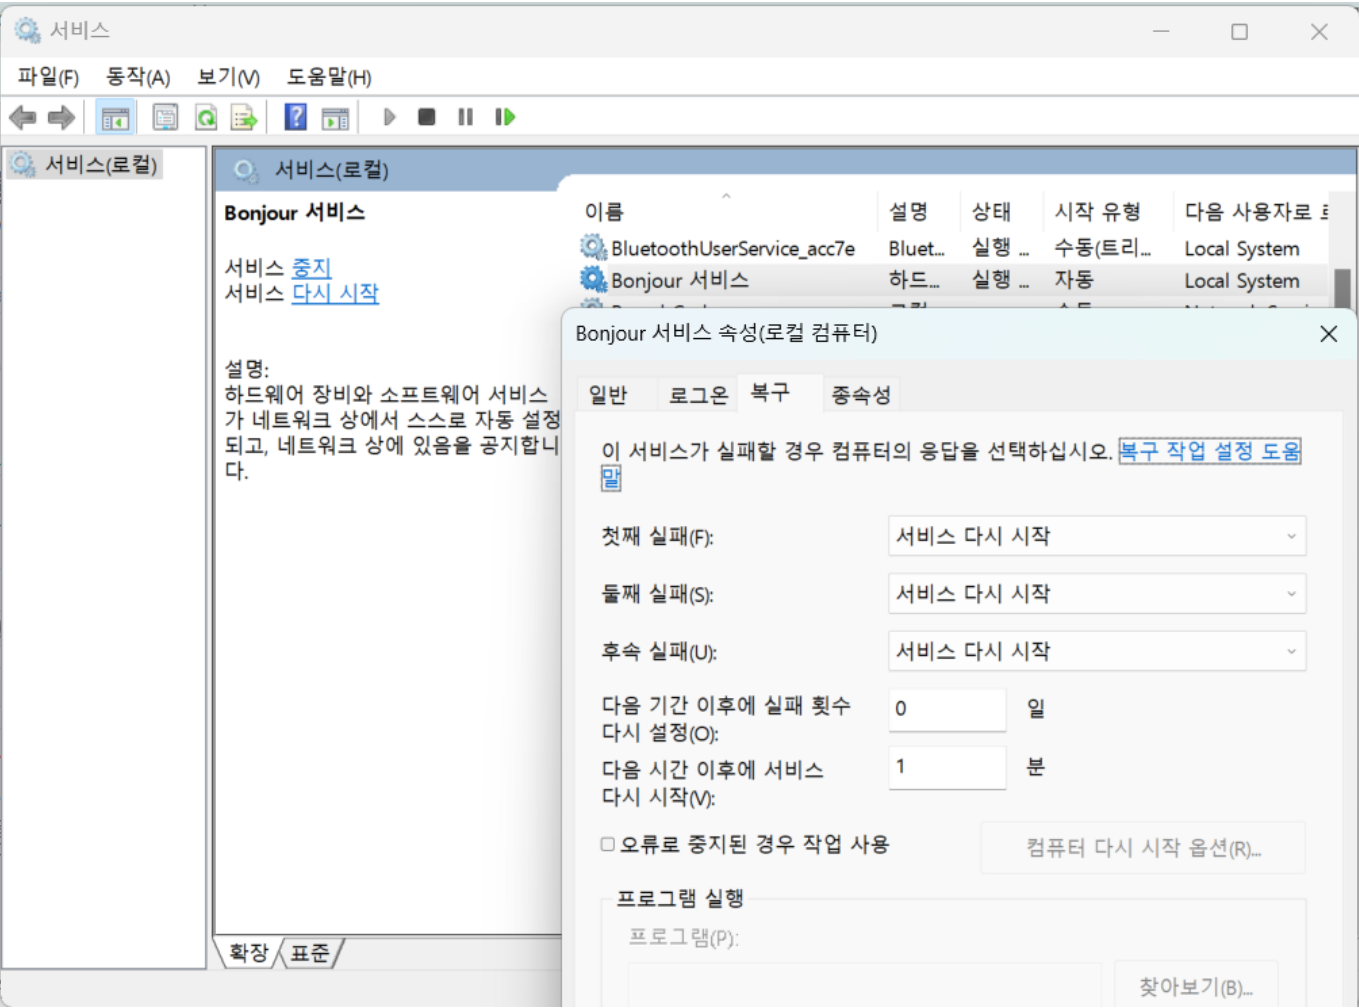 서비스
파일(F) 동작(A) 보기(V) 도움말(H)
서비스(로컬)
서비스(로컬)
Bonjour 서비스
서비스 중지
서비스 다시 시작
설명:
하드웨어 장비와 소프트웨어 서비스
가 네트워크 상에서 스스로 자동 설정
되고, 네트워크 상에 있음을 공지합니
다.
이름 설명 상태 시작 유형 다음 사용자로
BluetoothUserService_acc7e Bluet... 실행 ... 수동(트리... Local System
Bonjour 서비스 하드... 실행 ... 자동 Local System
Bonjour 서비스 속성(로컬 컴퓨터)
일반 로그온 복구 종속성
이 서비스가 실패할 경우 컴퓨터의 응답을 선택하십시오. 복구 작업 설정 도움
말
첫째 실패(F): 서비스 다시 시작
둘째 실패(S): 서비스 다시 시작
후속 실패(U): 서비스 다시 시작
다음 기간 이후에 실패 횟수
다시 설정(O): 0 일
다음 시간 이후에 서비스
다시 시작(V): 1 분
오류로 중지된 경우 작업 사용 컴퓨터 다시 시작 옵션(R)...
프로그램 실행
프로그램(P):
찾아보기(B)...
확장 표준